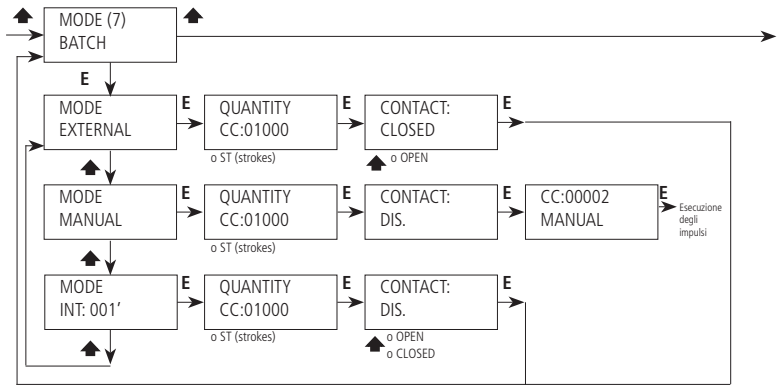 MODE (7)
BATCH
E
MODE
EXTERNAL
E
QUANTITY
CC:01000
o ST (strokes)
E
CONTACT:
CLOSED
o OPEN
E
MODE
MANUAL
E
QUANTITY
CC:01000
o ST (strokes)
E
CONTACT:
DIS.
E
CC:00002
MANUAL
E
Esecuzione
degli
impulsi
MODE
INT: 001’
E
QUANTITY
CC:01000
o ST (strokes)
E
CONTACT:
DIS.
o OPEN
o CLOSED
E